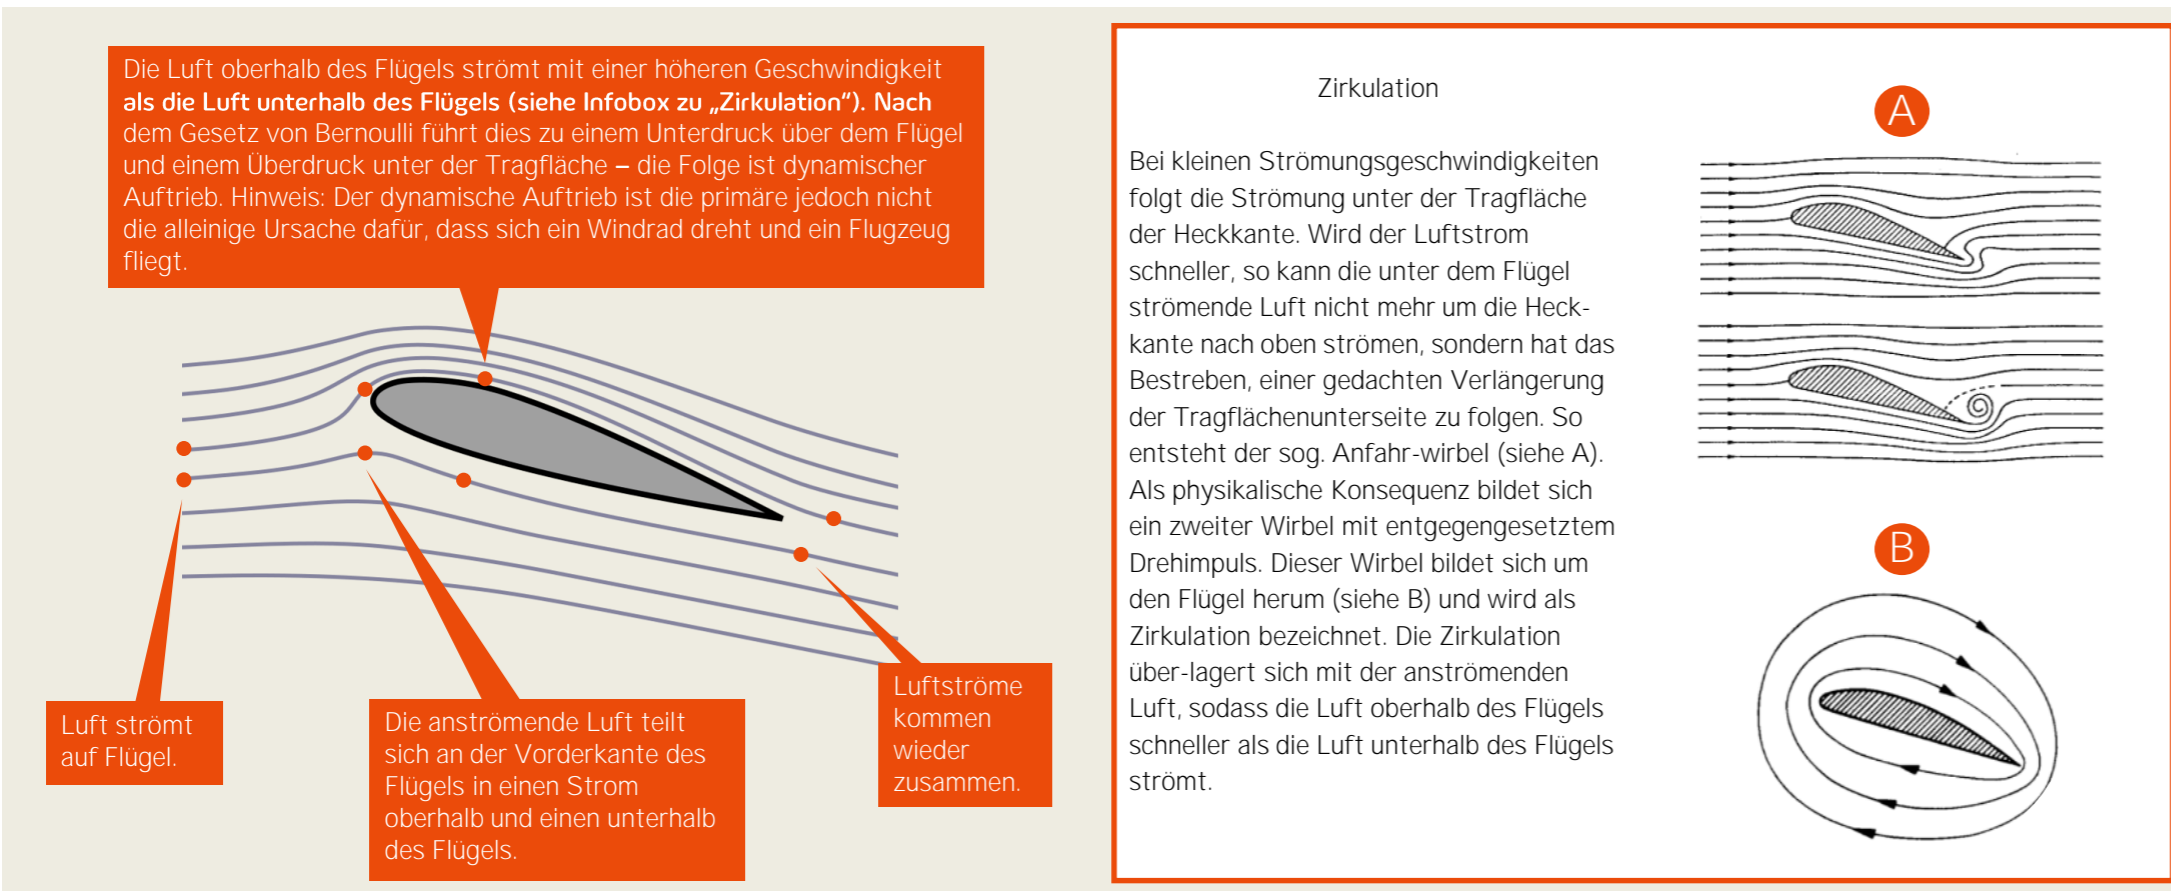 Die Luft oberhalb des Flügels strömt mit einer höheren Geschwindigkeit
als die Luft unterhalb des Flügels (siehe Infobox zu „Zirkulation“). Nach
dem Gesetz von Bernoulli führt dies zu einem Unterdruck über dem Flügel
und einem Überdruck unter der Tragfläche – die Folge ist dynamischer
Auftrieb. Hinweis: Der dynamische Auftrieb ist die primäre jedoch nicht
die alleinige Ursache dafür, dass sich ein Windrad dreht und ein Flugzeug
fliegt.
Luft strömt
auf Flügel.
Die anströmende Luft teilt
sich an der Vorderkante des
Flügels in einen Strom
oberhalb und einen unterhalb
des Flügels.
Luftströme
kommen
wieder
zusammen.
Zirkulation
Bei kleinen Strömungsgeschwindigkeiten
folgt die Strömung unter der Tragfläche
der Heckkante. Wird der Luftstrom
schneller, so kann die unter dem Flügel
strömende Luft nicht mehr um die Heck-
kante nach oben strömen, sondern hat das
Bestreben, einer gedachten Verlängerung
der Tragflächenunterseite zu folgen. So
entsteht der sog. Anfahr-wirbel (siehe A).
Als physikalische Konsequenz bildet sich
ein zweiter Wirbel mit entgegengesetztem
Drehimpuls. Dieser Wirbel bildet sich um
den Flügel herum (siehe B) und wird als
Zirkulation bezeichnet. Die Zirkulation
über-lagert sich mit der anströmenden
Luft, sodass die Luft oberhalb des Flügels
schneller als die Luft unterhalb des Flügels
strömt.
A
B